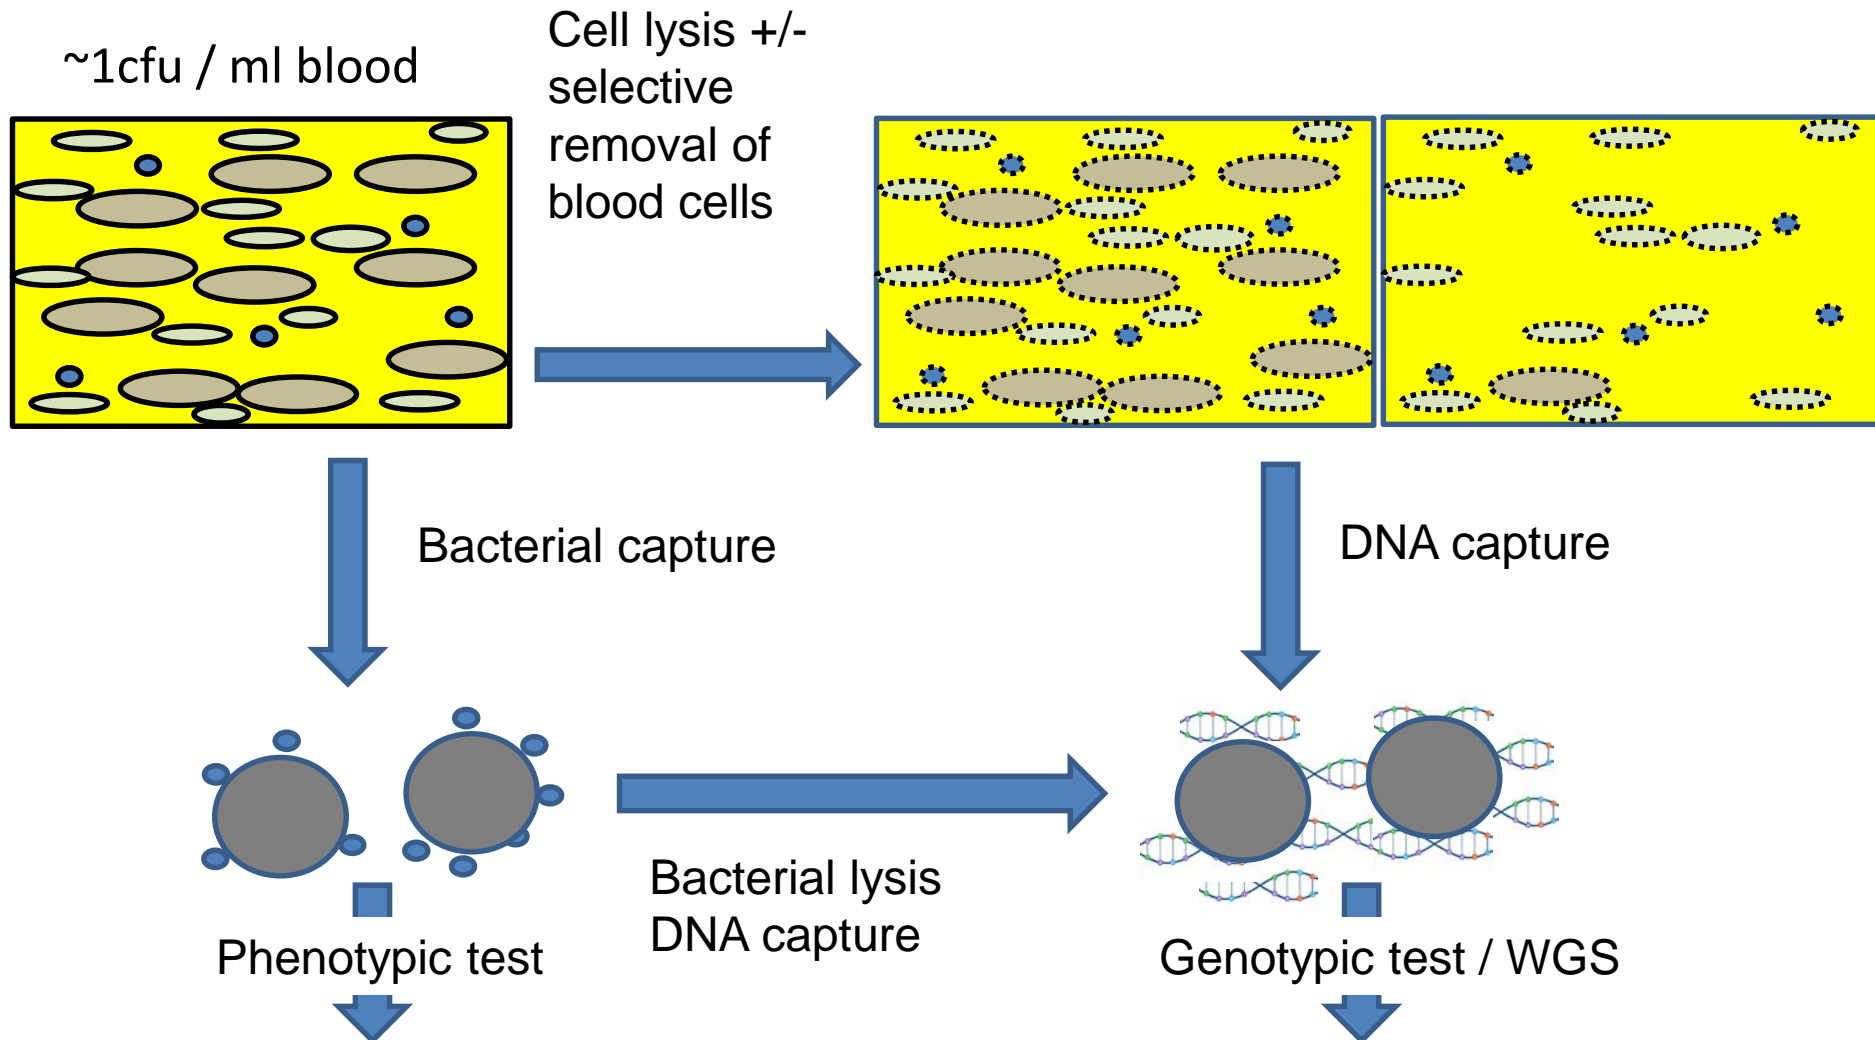 ~1cfu / ml blood
Cell lysis +/-
selective
removal of
blood cells
Bacterial capture
DNA capture
Bacterial lysis
DNA capture
Phenotypic test
Genotypic test / WGS